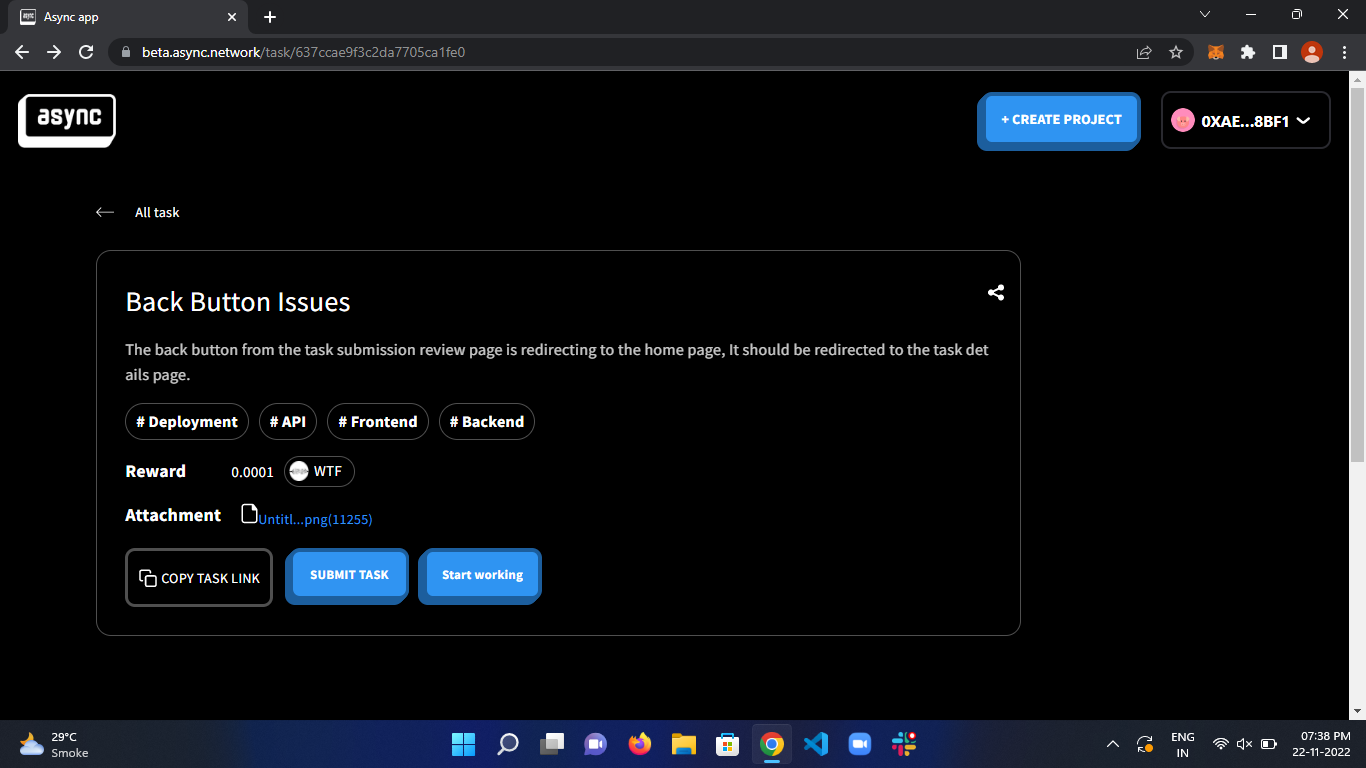 Async app
beta.async.network/task/637ccae9f3c2da7705ca1fe0
async
+ CREATE PROJECT
0XAE...8BF1
All task
Back Button Issues
The back button from the task submission review page is redirecting to the home page, It should be redirected to the task det
ails page.
# Deployment
# API
# Frontend
# Backend
Reward 0.0001 WTF
Attachment Untitl...png(11255)
COPY TASK LINK
SUBMIT TASK
Start working
29°C
Smoke
ENG
IN
07:38 PM
22-11-2022